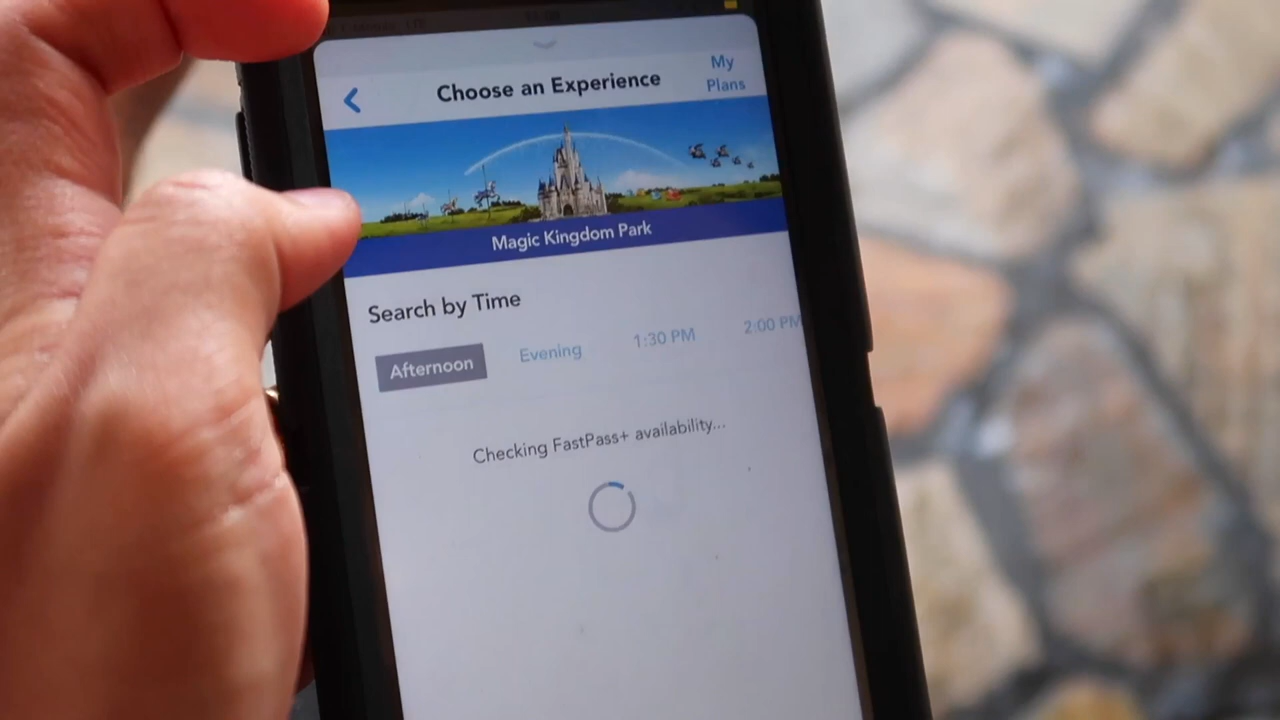 Choose an Experience
My
Plans
Magic Kingdom Park
Search by Time
Afternoon Evening 1:30 PM 2:00 PM
Checking FastPass+ availability...